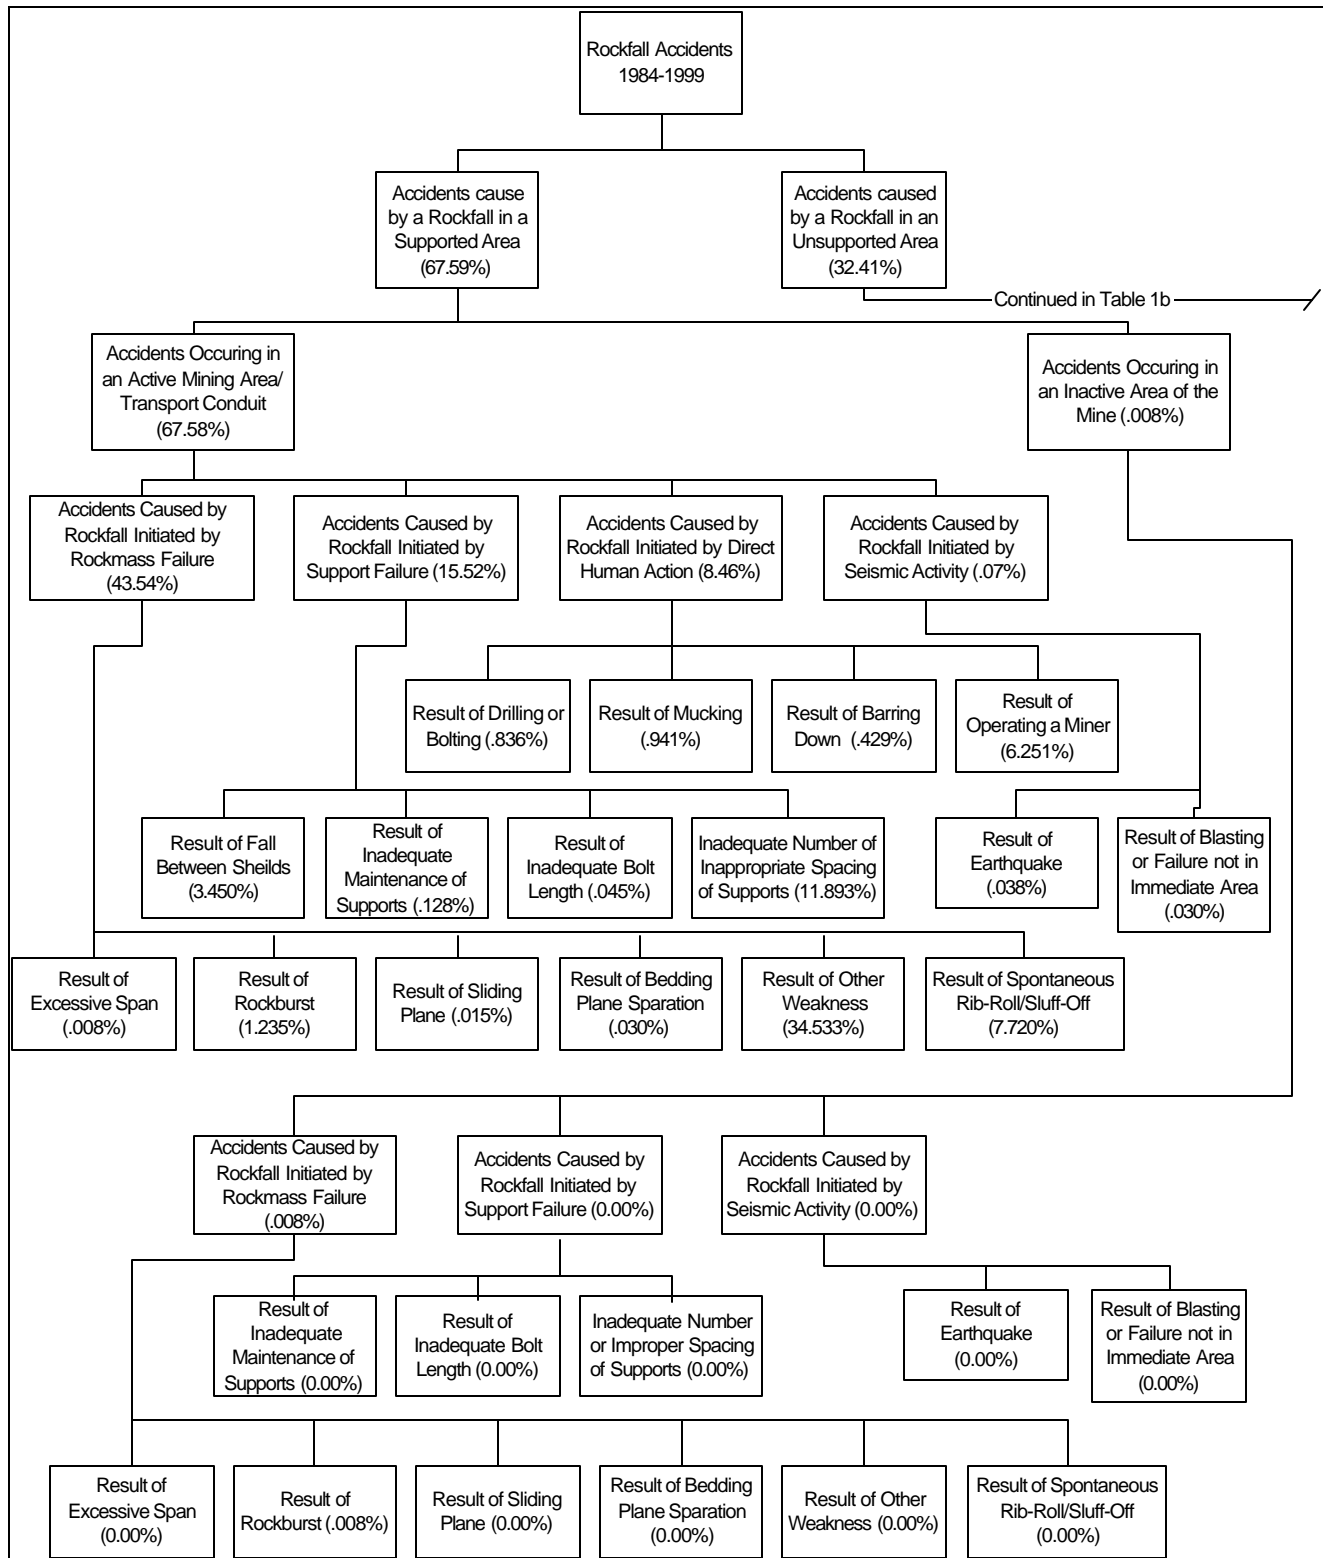 Rockfall Accidents
1984-1999
Accidents cause
by a Rockfall in a
Supported Area
(67.59%)
Accidents caused
by a Rockfall in an
Unsupported Area
(32.41%)
Continued in Table 1b
Accidents Occuring in
an Active Mining Area/
Transport Conduit
(67.58%)
Accidents Occuring in
an Inactive Area of the
Mine (.008%)
Accidents Caused by
Rockfall Initiated by
Rockmass Failure
(43.54%)
Accidents Caused by
Rockfall Initiated by
Support Failure (15.52%)
Accidents Caused by
Rockfall Initiated by Direct
Human Action (8.46%)
Accidents Caused by
Rockfall Initiated by
Seismic Activity (.07%)
Result of Drilling or
Bolting (.836%)
Result of Mucking
(.941%)
Result of Barring
Down (.429%)
Result of
Operating a Miner
(6.251%)
Result of Fall
Between Sheilds
(3.450%)
Result of
Inadequate
Maintenance of
Supports (.128%)
Result of
Inadequate Bolt
Length (.045%)
Inadequate Number of
Inappropriate Spacing
of Supports (11.893%)
Result of
Earthquake
(.038%)
Result of Blasting
or Failure not in
Immediate Area
(.030%)
Result of
Excessive Span
(.008%)
Result of
Rockburst
(1.235%)
Result of Sliding
Plane (.015%)
Result of Bedding
Plane Sparation
(.030%)
Result of Other
Weakness
(34.533%)
Result of Spontaneous
Rib-Roll/Sluff-Off
(7.720%)
Accidents Caused by
Rockfall Initiated by
Rockmass Failure
(.008%)
Accidents Caused by
Rockfall Initiated by
Support Failure (0.00%)
Accidents Caused by
Rockfall Initiated by
Seismic Activity (0.00%)
Result of
Inadequate
Maintenance of
Supports (0.00%)
Result of
Inadequate Bolt
Length (0.00%)
Inadequate Number
or Improper Spacing
of Supports (0.00%)
Result of
Earthquake
(0.00%)
Result of Blasting
or Failure not in
Immediate Area
(0.00%)
Result of
Excessive Span
(0.00%)
Result of
Rockburst (.008%)
Result of Sliding
Plane (0.00%)
Result of Bedding
Plane Sparation
(0.00%)
Result of Other
Weakness (0.00%)
Result of Spontaneous
Rib-Roll/Sluff-Off
(0.00%)